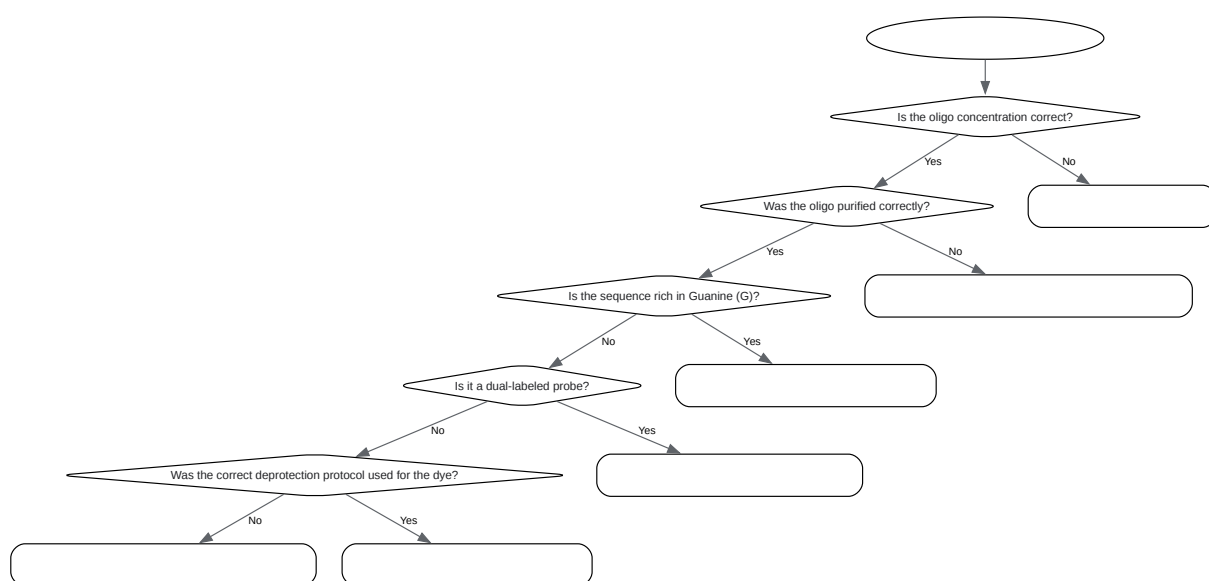 Is the oligo concentration correct?
Yes
No
Was the oligo purified correctly?
Yes
No
Is the sequence rich in Guanine (G)?
No
Yes
Is it a dual-labeled probe?
No
Yes
Was the correct deprotection protocol used for the dye?
No
Yes